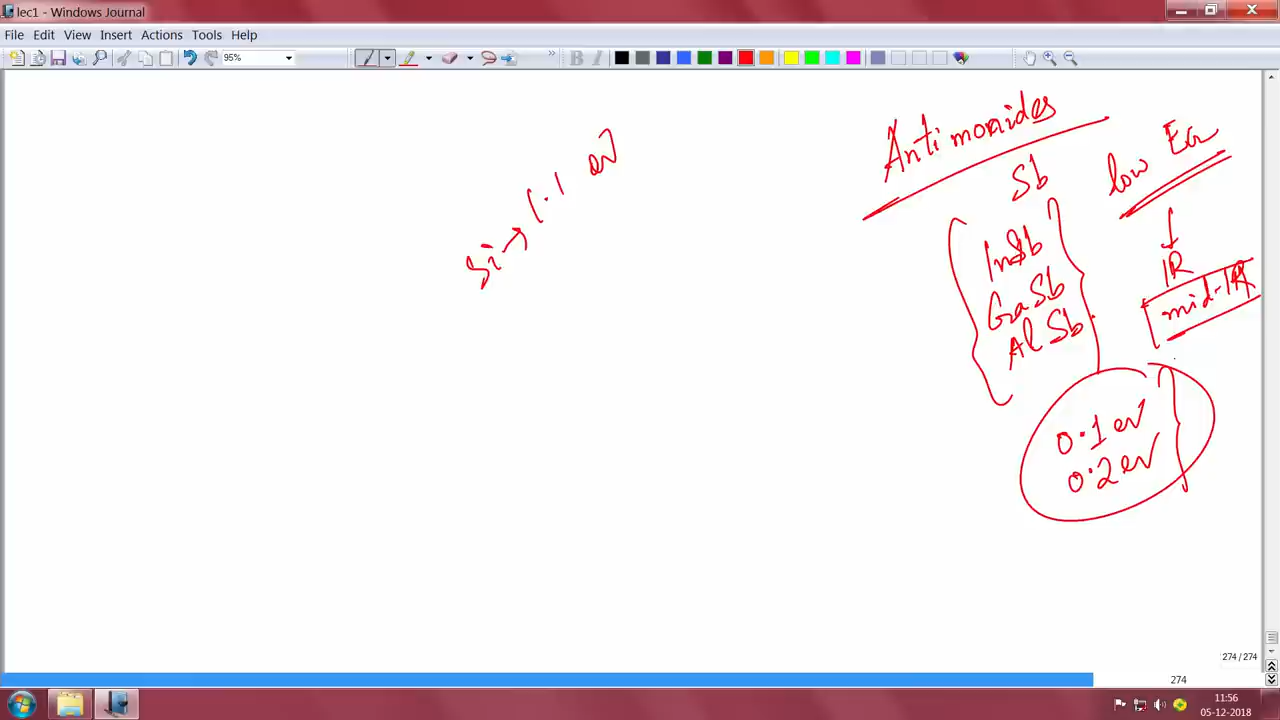 lec1 - Windows Journal
File Edit View Insert Actions Tools Help
95%
B I
Antimonides
Sb
low EG
Si → 1.1 eV
InSb
GaSb
AlSb
IR
mid-IR
0.1 eV
0.2 eV
274 / 274
274
11:56
05-12-2018